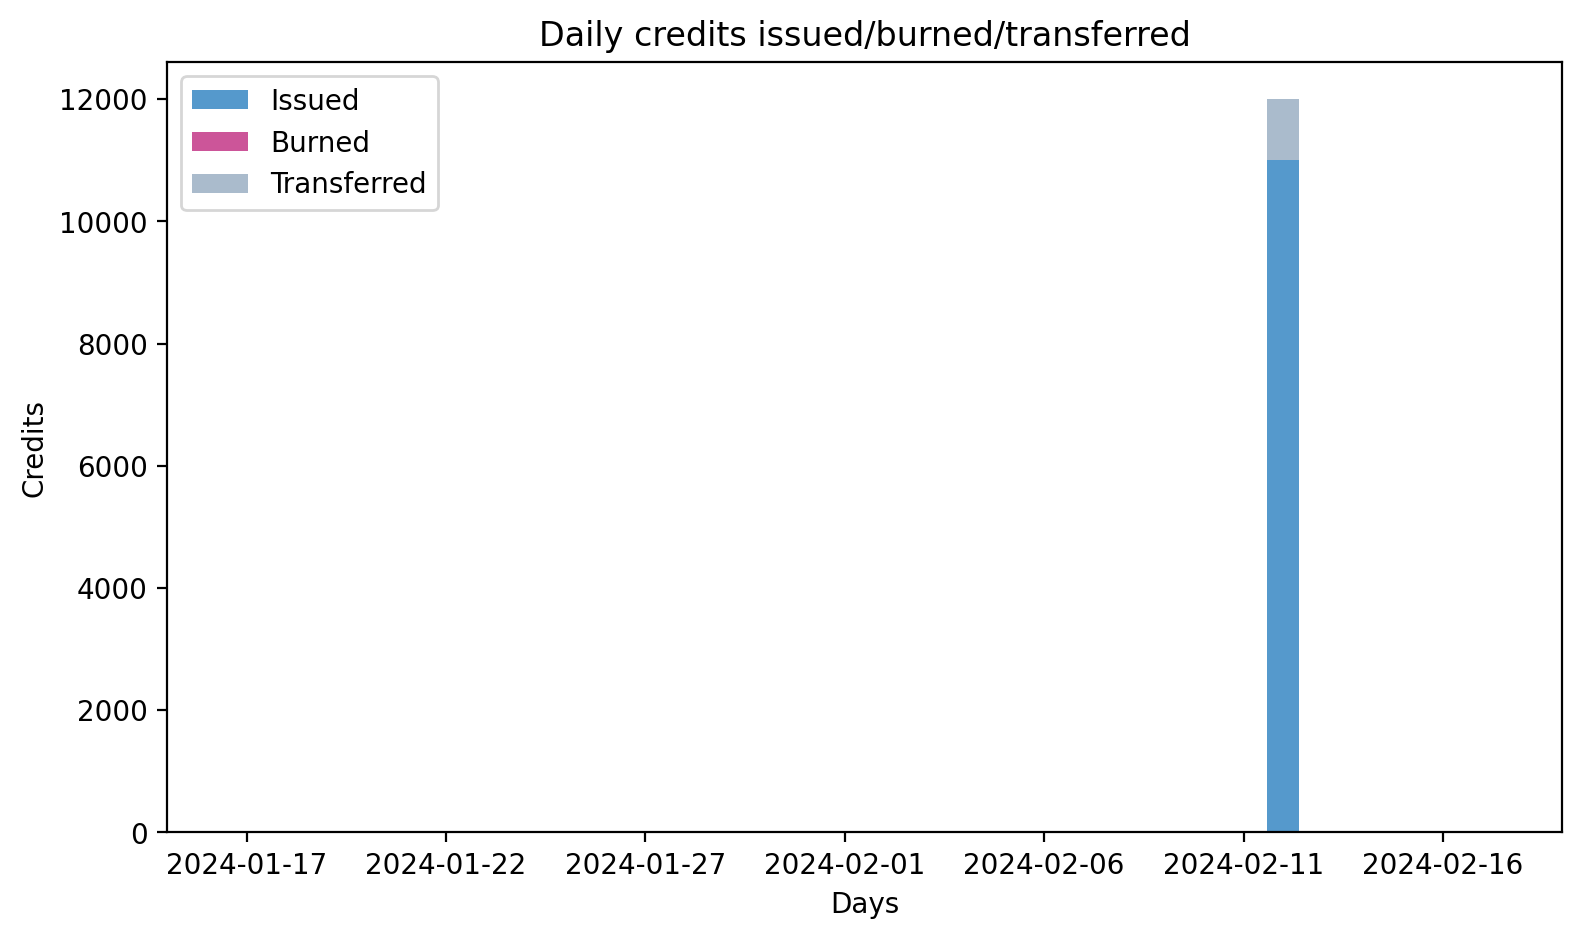 Daily credits issued/burned/transferred
Issued
Burned
Transferred
12000
10000
8000
6000
4000
2000
0
Credits
2024-01-17 2024-01-22 2024-01-27 2024-02-01 2024-02-06 2024-02-11 2024-02-16
Days